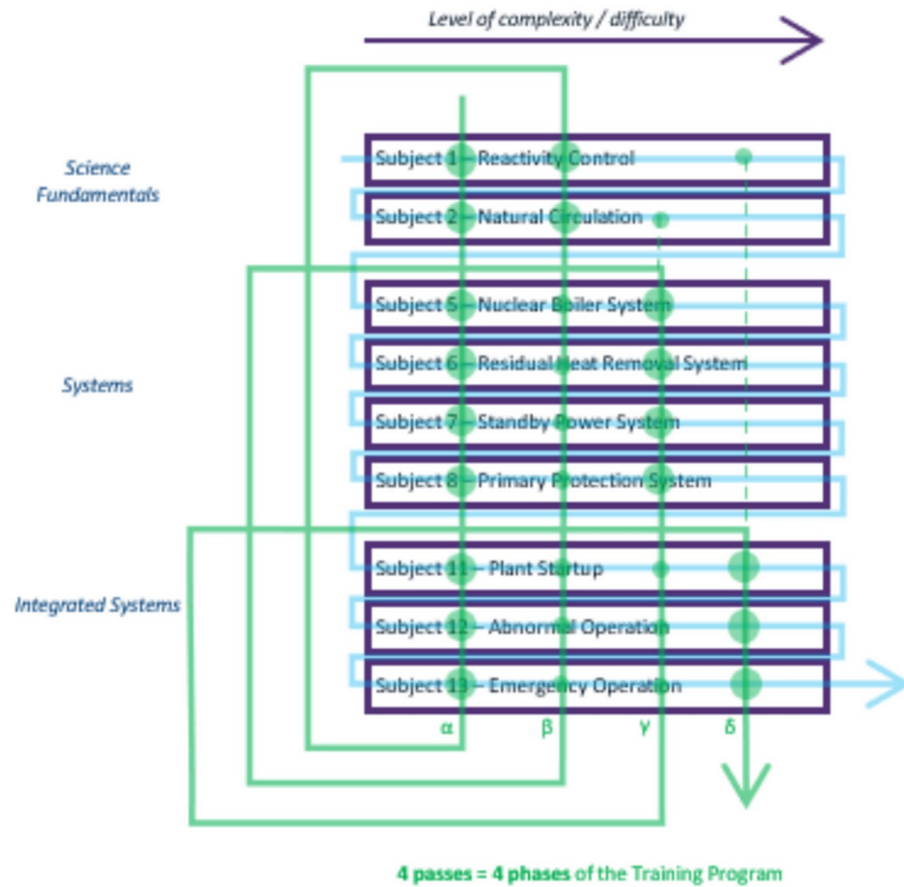 Level of complexity / difficulty
Science
Fundamentals
Subject 1 – Reactivity Control
Subject 2 – Natural Circulation
Systems
Subject 5 – Nuclear Boiler System
Subject 6 – Residual Heat Removal System
Subject 7 – Standby Power System
Subject 8 – Primary Protection System
Integrated Systems
Subject 11 – Plant Startup
Subject 12 – Abnormal Operation
Subject 13 – Emergency Operation
α β γ δ
4 passes = 4 phases of the Training Program